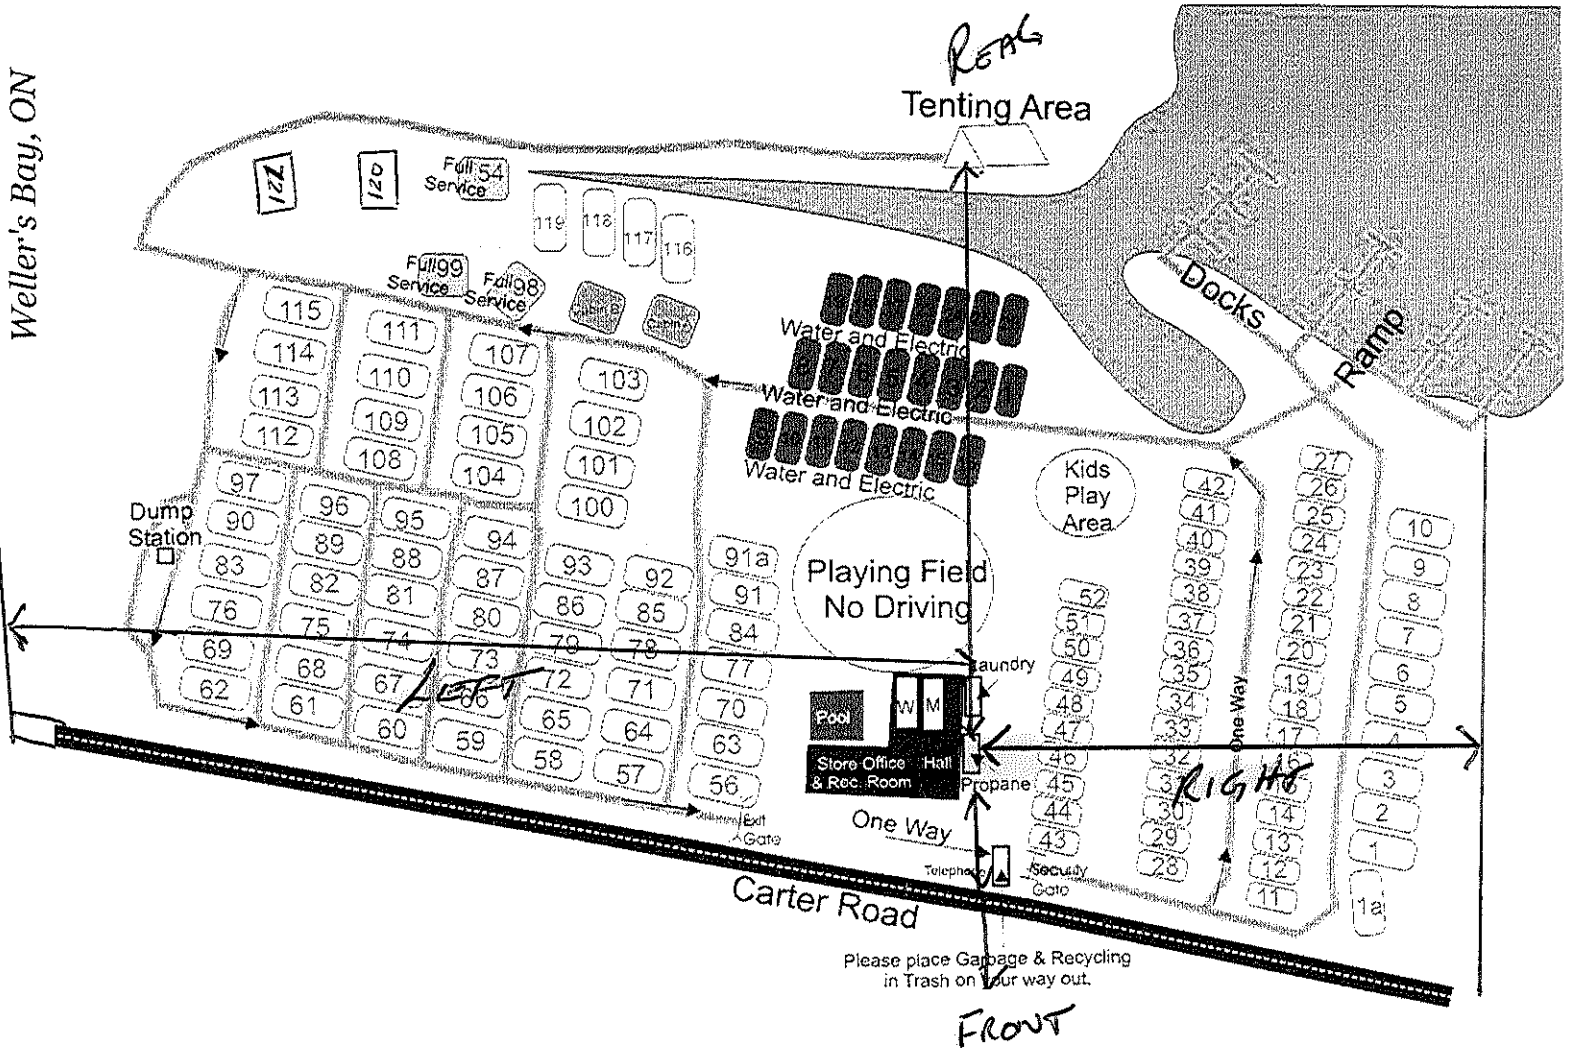 Weller's Bay, ON
REAR
Tenting Area
121
120
Full 54
Service
119
118
117
116
Full 99
Service
Full 98
Service
Cabin B
Docks
Ramp
Water and Electric
Water and Electric
Water and Electric
115
114
113
112
111
110
109
108
107
106
105
104
103
102
101
100
Dump
Station
97
90
83
76
69
62
96
89
82
75
68
61
95
88
81
74
67
60
94
87
80
73
66
59
93
86
79
72
65
58
92
85
78
71
64
57
91a
91
84
77
70
63
56
Kids
Play
Area
Playing Field
No Driving
Laundry
LEFT
Pool
W
M
Store Office
& Rec. Room
Hall
Propane
52
51
50
49
48
47
46
45
44
43
42
41
40
39
38
37
36
35
34
33
32
30
29
28
One Way
RIGHT
27
26
25
24
23
22
21
20
19
18
17
16
15
14
13
12
11
10
9
8
7
6
5
4
3
2
1
1a
Exit
Gate
One Way
Telephone
Security
Gate
Carter Road
Please place Garbage & Recycling
in Trash on your way out.
FRONT